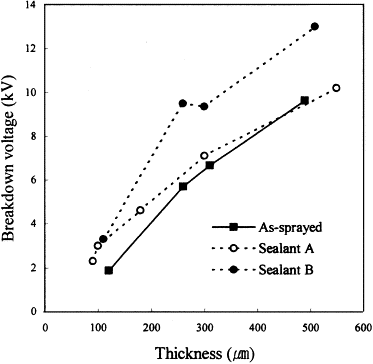 14
12
10
8
6
4
2
0
Breakdown voltage (kV)
As-sprayed
Sealant A
Sealant B
0 100 200 300 400 500 600
Thickness (㎛)